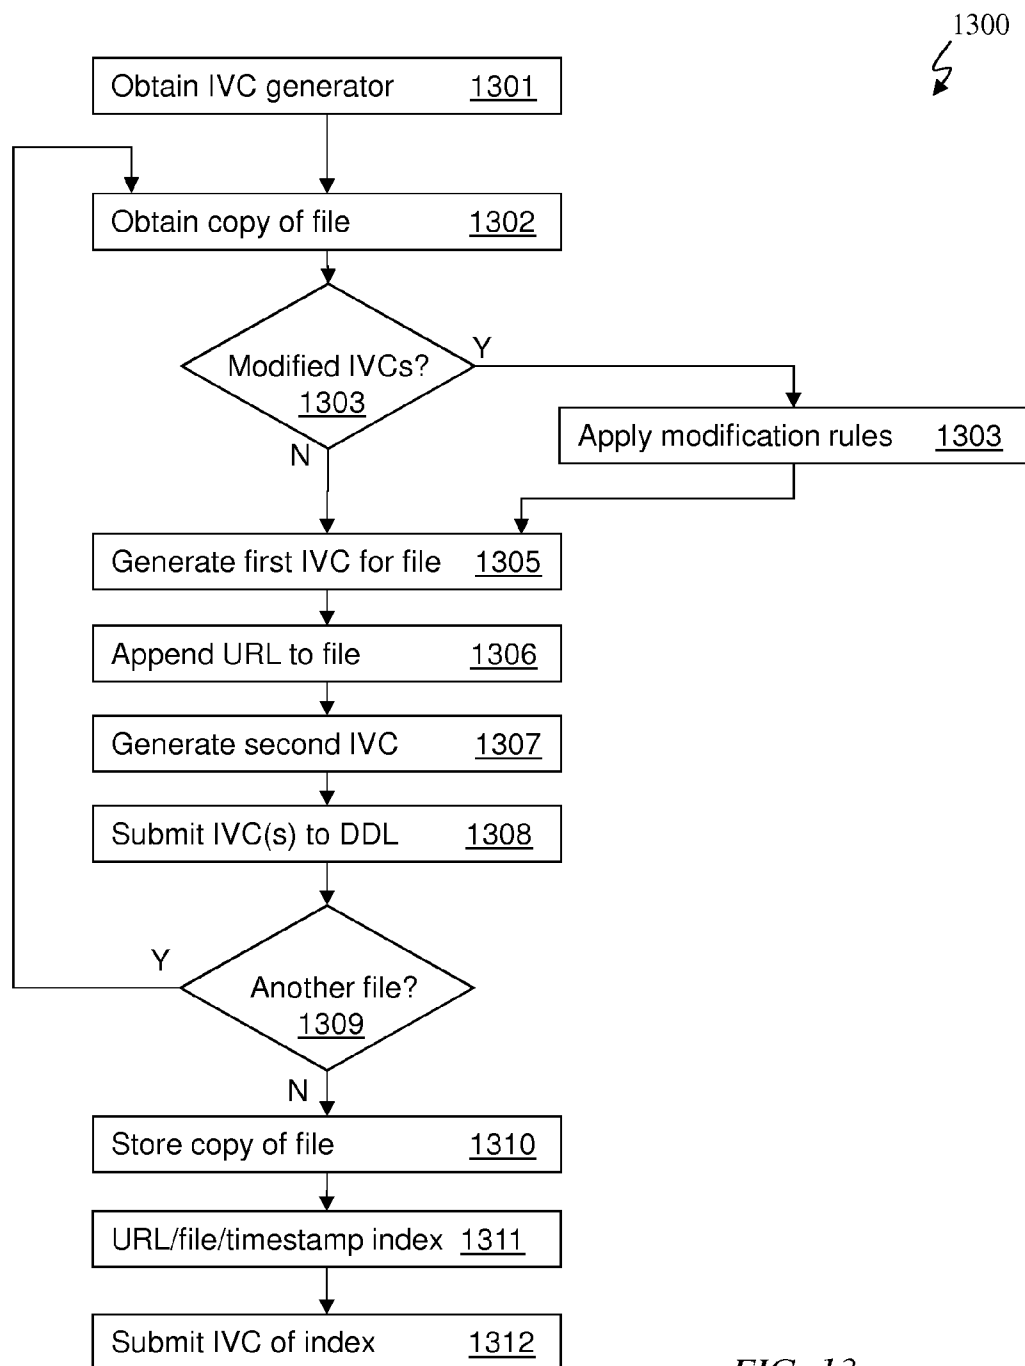 1300
Obtain IVC generator 1301
Obtain copy of file 1302
Modified IVCs?
1303
Y
N
Apply modification rules 1303
Generate first IVC for file 1305
Append URL to file 1306
Generate second IVC 1307
Submit IVC(s) to DDL 1308
Y
Another file?
1309
N
Store copy of file 1310
URL/file/timestamp index 1311
Submit IVC of index 1312
FIG. 13